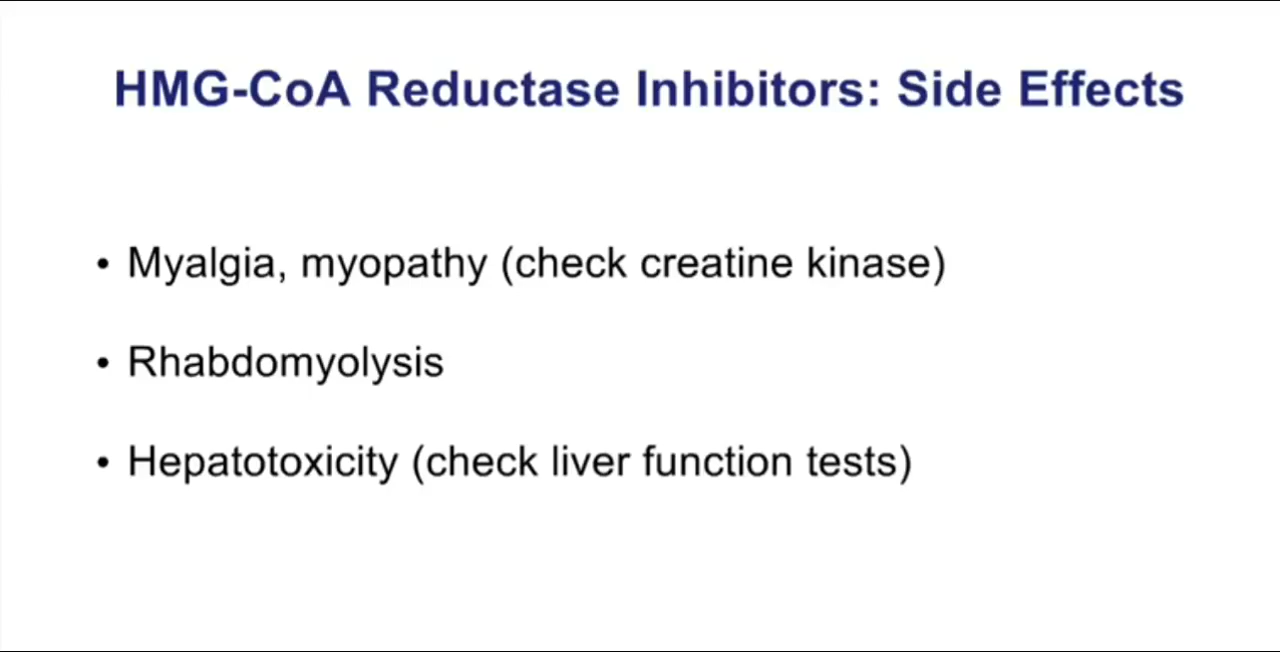 HMG-CoA Reductase Inhibitors: Side Effects
• Myalgia, myopathy (check creatine kinase)
• Rhabdomyolysis
• Hepatotoxicity (check liver function tests)